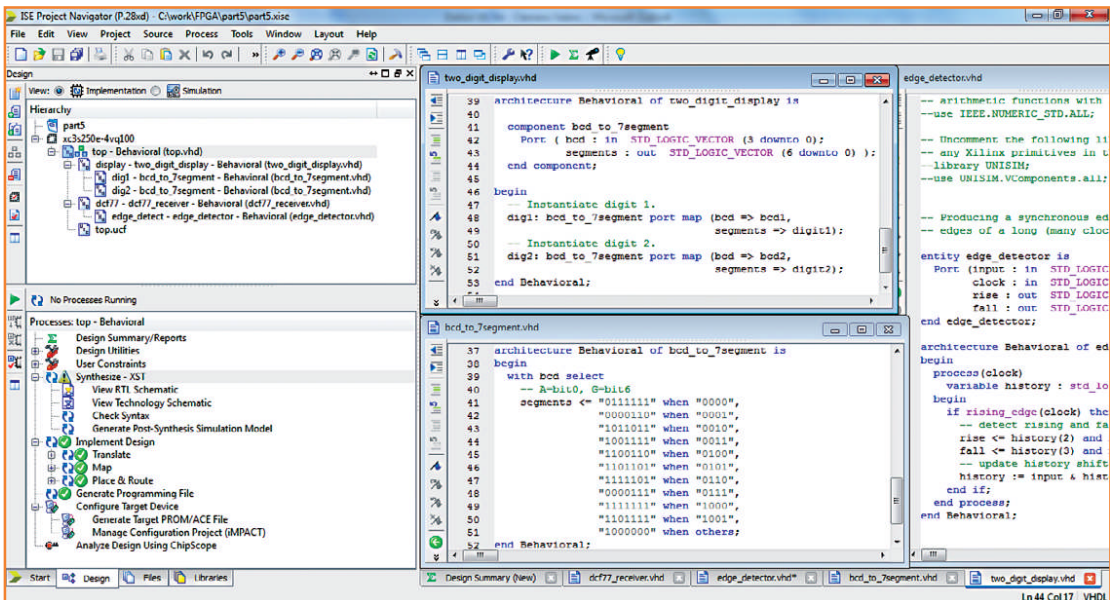 ISE Project Navigator (P.28xd) - C:\work\FPGA\part5\part5.xise
File Edit View Project Source Process Tools Window Layout Help
Design
View: Implementation Simulation
Hierarchy
part5
xc3s250e-4vq100
top - Behavioral (top.vhd)
display - two_digit_display - Behavioral (two_digit_display.vhd)
dig1 - bcd_to_7segment - Behavioral (bcd_to_7segment.vhd)
dig2 - bcd_to_7segment - Behavioral (bcd_to_7segment.vhd)
dcf77 - dcf77_receiver - Behavioral (dcf77_receiver.vhd)
edge_detect - edge_detector - Behavioral (edge_detector.vhd)
top.ucf
No Processes Running
Processes: top - Behavioral
Design Summary/Reports
Design Utilities
User Constraints
Synthesize - XST
View RTL Schematic
View Technology Schematic
Check Syntax
Generate Post-Synthesis Simulation Model
Implement Design
Translate
Map
Place & Route
Generate Programming File
Configure Target Device
Generate Target PROM/ACE File
Manage Configuration Project (iMPACT)
Analyze Design Using ChipScope
Start Design Files Libraries
two_digit_display.vhd
39 architecture Behavioral of two_digit_display is
40
41 component bcd_to_7segment
42 Port ( bcd : in STD_LOGIC_VECTOR (3 downto 0);
43 segments : out STD_LOGIC_VECTOR (6 downto 0) );
44 end component;
45
46 begin
47 -- Instantiate digit 1.
48 dig1: bcd_to_7segment port map (bcd => bcd1,
49 segments => digit1);
50 -- Instantiate digit 2.
51 dig2: bcd_to_7segment port map (bcd => bcd2,
52 segments => digit2);
53 end Behavioral;
bcd_to_7segment.vhd
37 architecture Behavioral of bcd_to_7segment is
38 begin
39 with bcd select
40 -- A=bit0, G=bit6
41 segments <= "0111111" when "0000",
42 "0000110" when "0001",
43 "1011011" when "0010",
44 "1001111" when "0011",
45 "1100110" when "0100",
46 "1101101" when "0101",
47 "1111101" when "0110",
48 "0000111" when "0111",
49 "1111111" when "1000",
50 "1101111" when "1001",
51 "1000000" when others;
52 end Behavioral;
edge_detector.vhd
-- arithmetic functions with
--use IEEE.NUMERIC_STD.ALL;
-- Uncomment the following li
-- any Xilinx primitives in t
--library UNISIM;
--use UNISIM.VComponents.all;
-- Producing a synchronous ed
-- edges of a long (many cloc
entity edge_detector is
Port (input : in STD_LOGIC
clock : in STD_LOGIC
rise : out STD_LOGIC
fall : out STD_LOGIC
end edge_detector;
architecture Behavioral of ed
begin
process(clock)
variable history : std_lo
begin
if rising_edge(clock) the
-- detect rising and fa
rise <= history(2) and
fall <= history(3) and
-- update history shift
history := input & hist
end if;
end process;
end Behavioral;
Design Summary (New) dcf77_receiver.vhd edge_detector.vhd* bcd_to_7segment.vhd two_digit_display.vhd
Ln 44 Col 17 VHDL